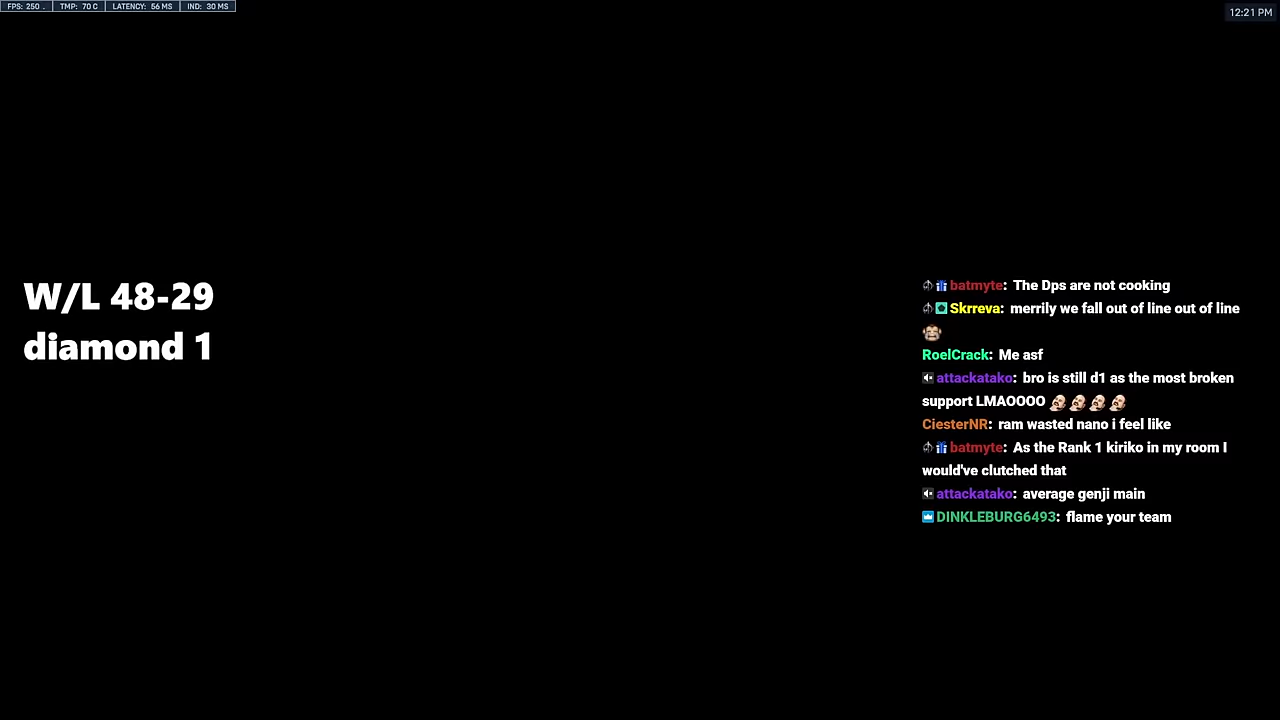 FPS: 250 . TMP: 70 C LATENCY: 56 MS IND: 30 MS
12:21 PM
W/L 48-29
diamond 1
batmyte: The Dps are not cooking
Skrreva: merrily we fall out of line out of line
RoelCrack: Me asf
attackatako: bro is still d1 as the most broken
support LMAOOOO
CiesterNR: ram wasted nano i feel like
batmyte: As the Rank 1 kiriko in my room I
would've clutched that
attackatako: average genji main
DINKLEBURG6493: flame your team